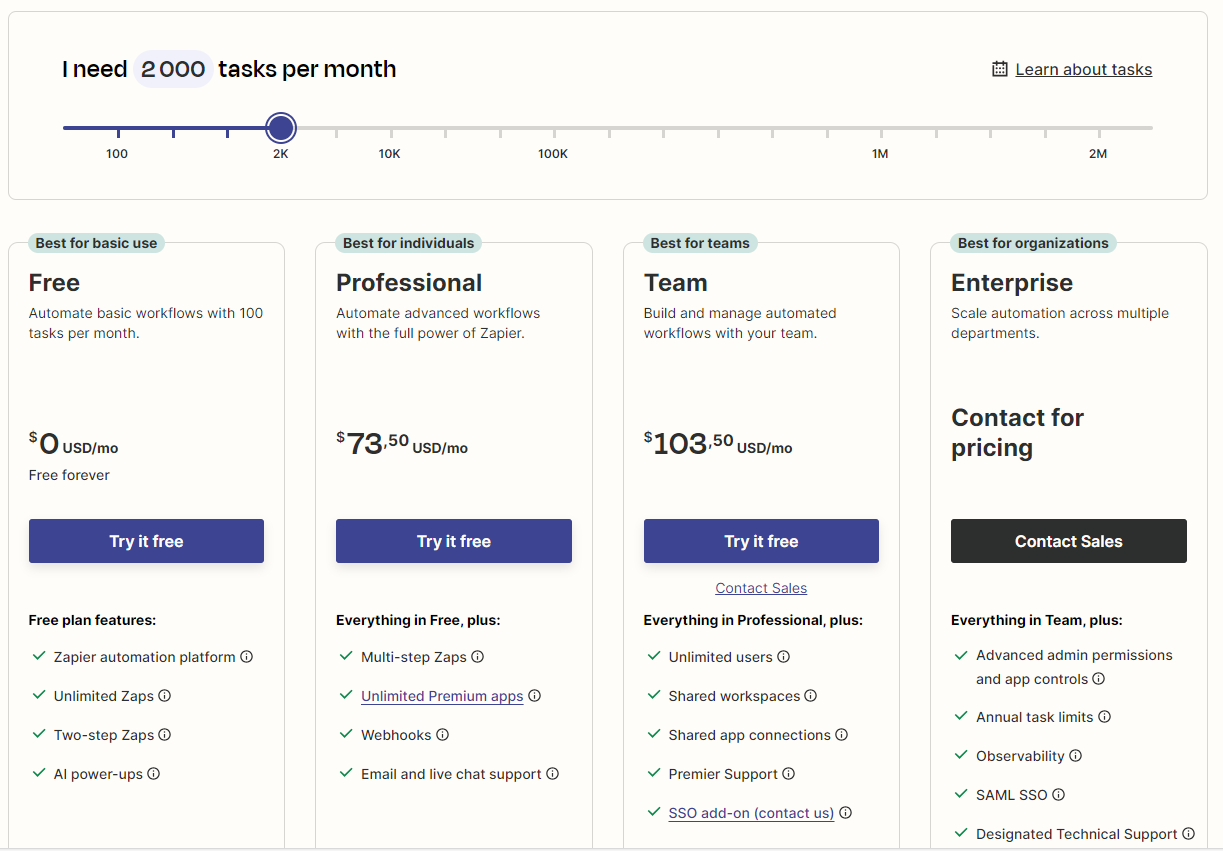 I need 2 000 tasks per month
Learn about tasks
100 2K 10K 100K 1M 2M
Best for basic use
Free
Automate basic workflows with 100
tasks per month.
$0 USD/mo
Free forever
Try it free
Free plan features:
Zapier automation platform
Unlimited Zaps
Two-step Zaps
AI power-ups
Best for individuals
Professional
Automate advanced workflows
with the full power of Zapier.
$73,50 USD/mo
Try it free
Everything in Free, plus:
Multi-step Zaps
Unlimited Premium apps
Webhooks
Email and live chat support
Best for teams
Team
Build and manage automated
workflows with your team.
$103,50 USD/mo
Try it free
Contact Sales
Everything in Professional, plus:
Unlimited users
Shared workspaces
Shared app connections
Premier Support
SSO add-on (contact us)
Best for organizations
Enterprise
Scale automation across multiple
departments.
Contact for
pricing
Contact Sales
Everything in Team, plus:
Advanced admin permissions
and app controls
Annual task limits
Observability
SAML SSO
Designated Technical Support